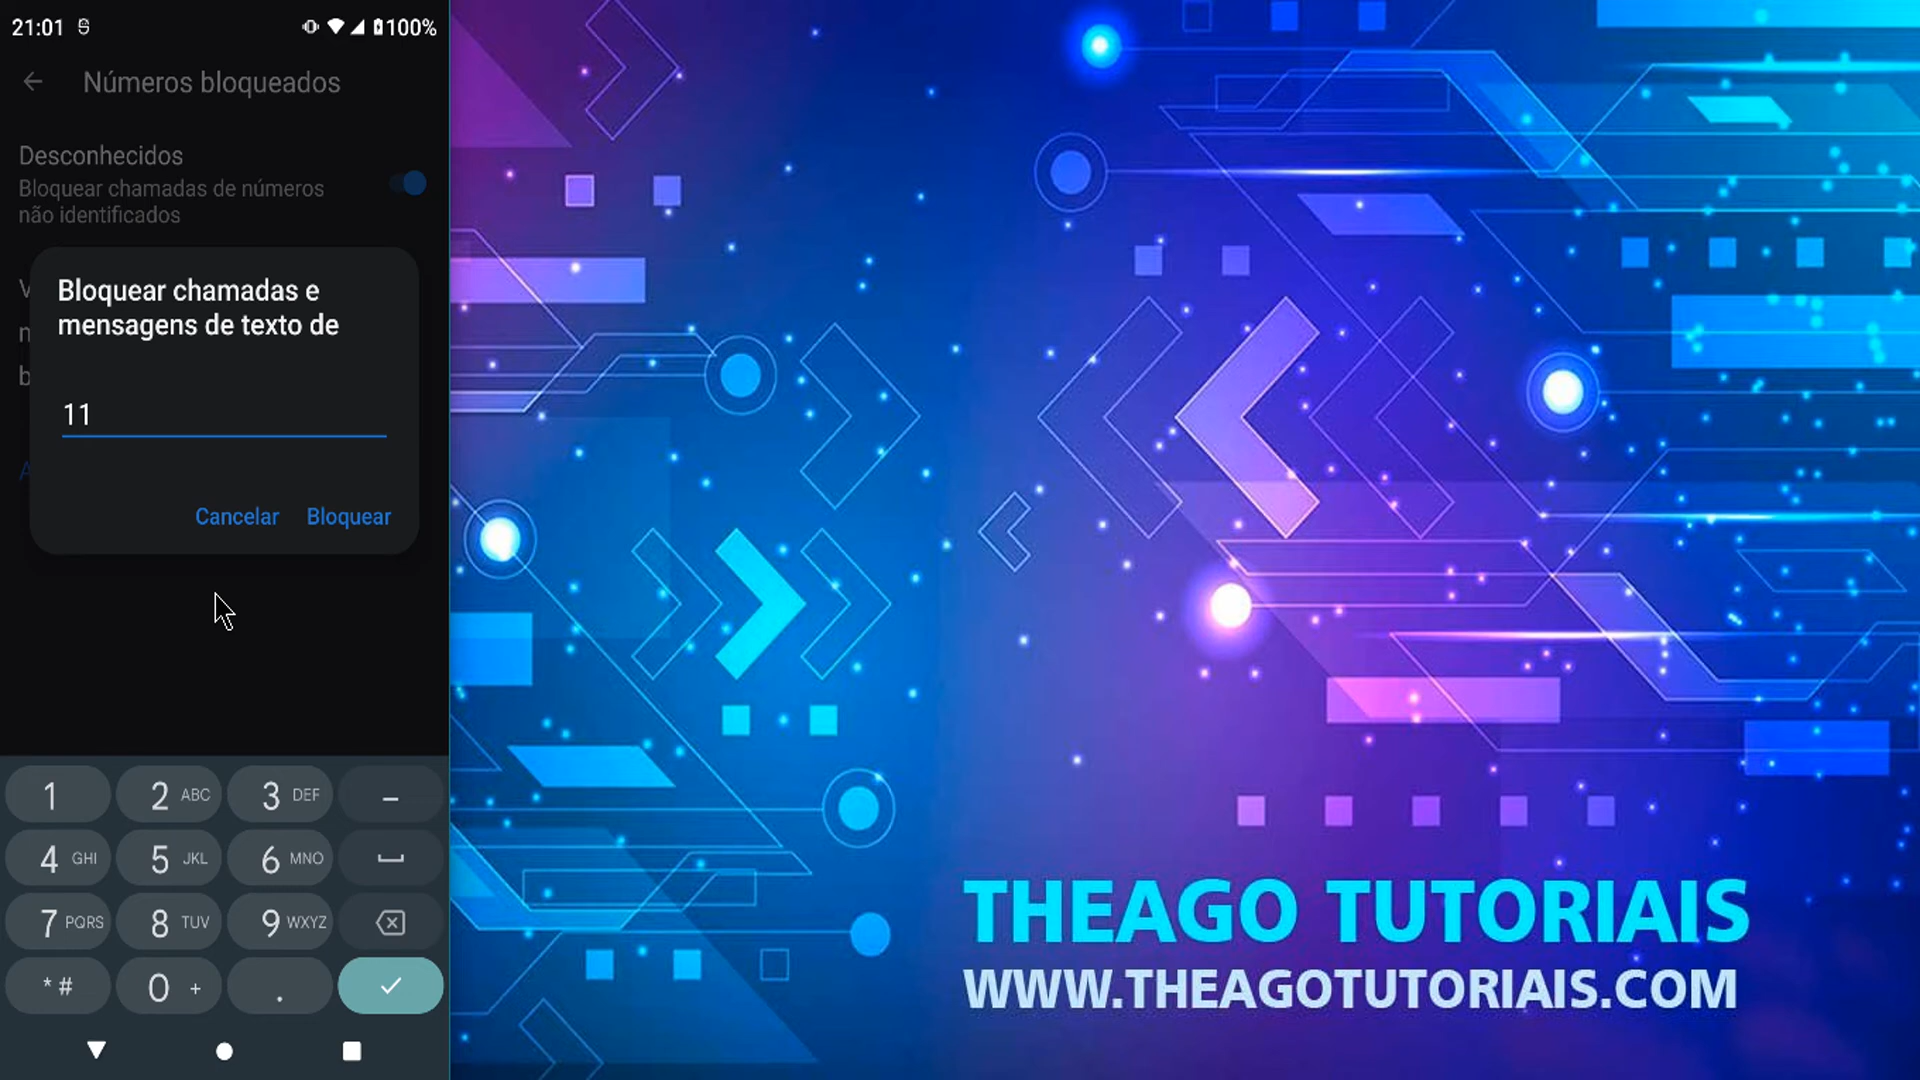 21:01 100%
Números bloqueados
Desconhecidos
Bloquear chamadas de números
não identificados
Bloquear chamadas e
mensagens de texto de
11
Cancelar Bloquear
1 2 ABC 3 DEF –
4 GHI 5 JKL 6 MNO
7 PQRS 8 TUV 9 WXYZ
* # 0 + .
THEAGO TUTORIAIS
WWW.THEAGOTUTORIAIS.COM